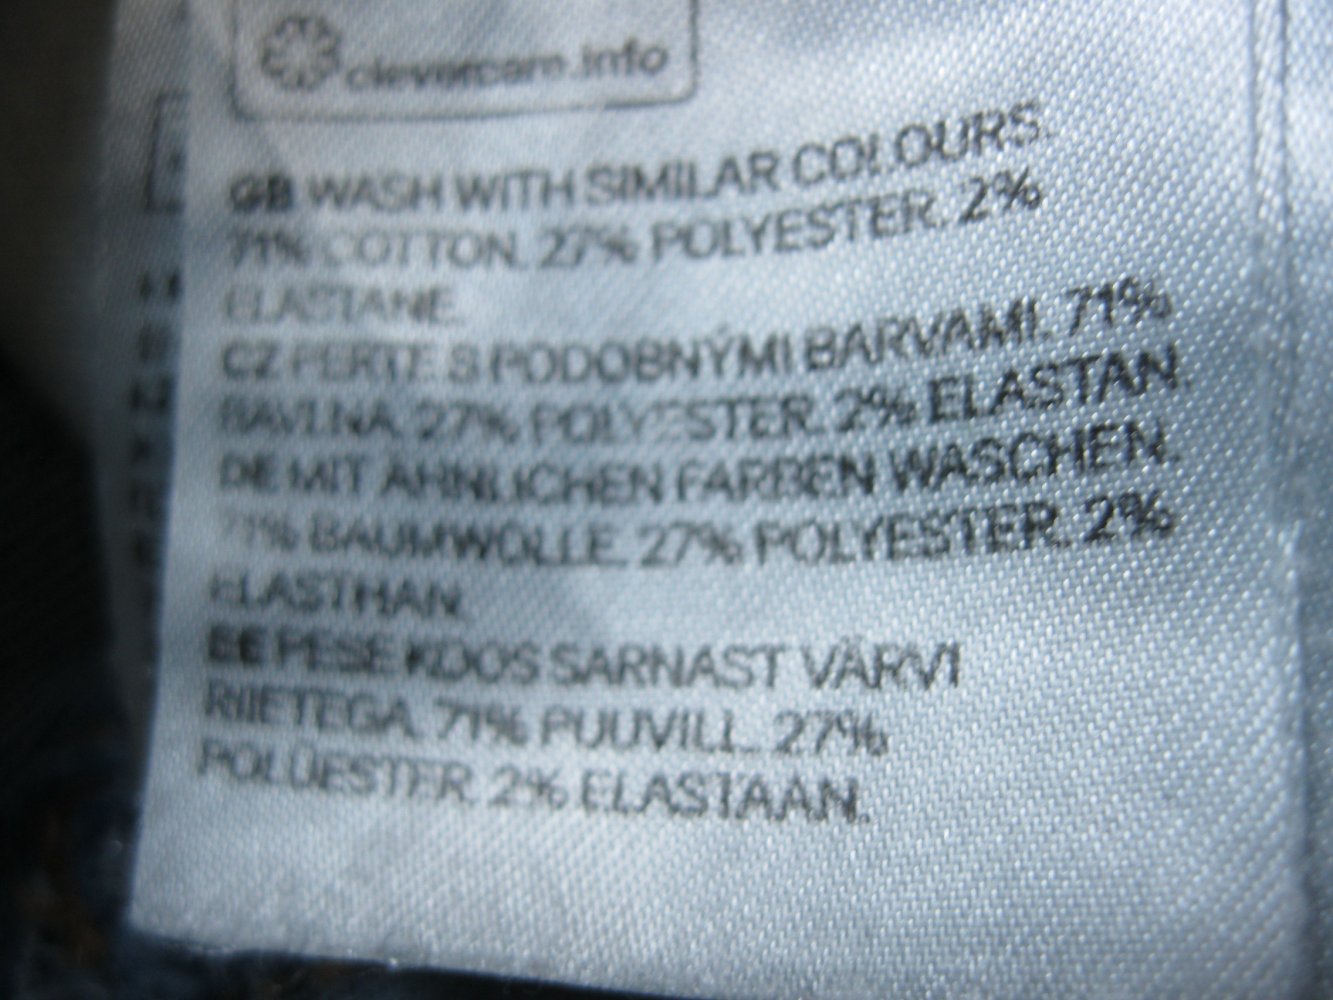 clevercare.info
GB WASH WITH SIMILAR COLOURS.
71% COTTON. 27% POLYESTER. 2%
ELASTANE.
CZ PERTE S PODOBNÝMI BARVAMI. 71%
BAVLNA. 27% POLYESTER. 2% ELASTAN.
DE MIT ÄHNLICHEN FARBEN WASCHEN.
71% BAUMWOLLE. 27% POLYESTER. 2%
ELASTHAN.
EE PESE KOOS SARNAST VÄRVI
RIIETEGA. 71% PUUVILL. 27%
POLÜESTER. 2% ELASTAAN.